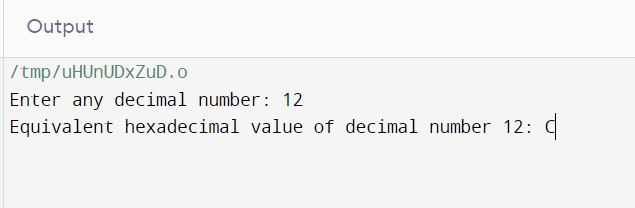 Output
/tmp/uHUnUDxZuD.o
Enter any decimal number: 12
Equivalent hexadecimal value of decimal number 12: C